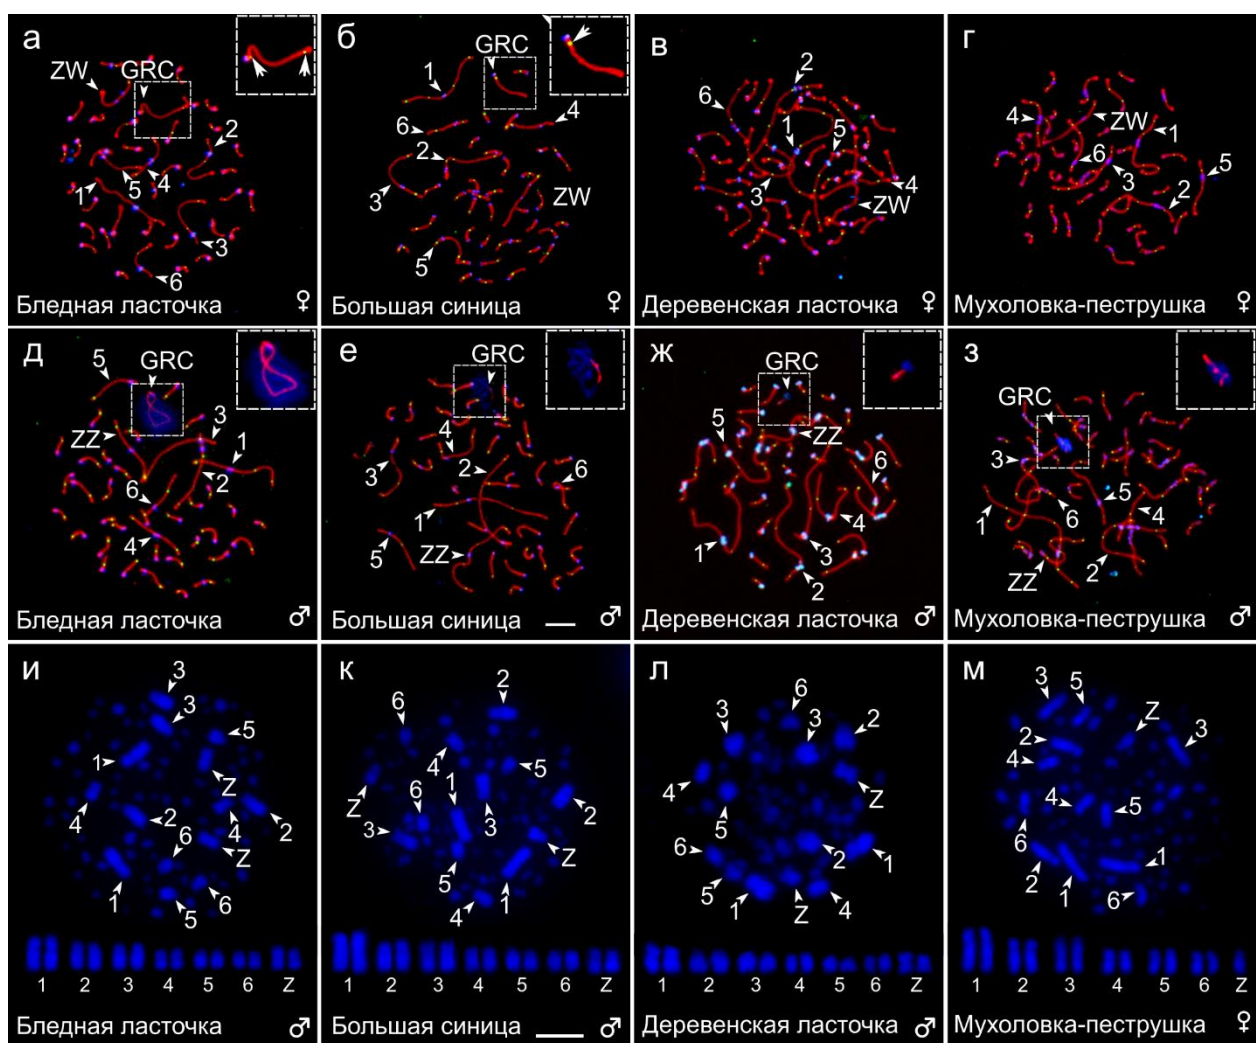 а
ZW
GRC
2
5
4
1
3
6
Бледная ласточка ♀
б
GRC
1
4
6
2
3
ZW
5
Большая синица ♀
в
2
6
1
5
3
4
ZW
Деревенская ласточка ♀
г
4
ZW
1
6
3
5
2
Мухоловка-пеструшка ♀
д
5
GRC
3
ZZ
1
6
2
4
Бледная ласточка ♂
е
GRC
4
2
3
6
1
5
ZZ
Большая синица ♂
ж
GRC
5
ZZ
6
4
1
3
2
Деревенская ласточка ♂
з
GRC
3
5
1
6
4
ZZ
2
Мухоловка-пеструшка ♂
и
3
3
5
1
Z
4
2
4
2
6
Z
1
5
6
1 2 3 4 5 6 Z
Бледная ласточка ♂
к
2
6
4
5
Z
6
1
3
2
3
Z
5
4
1
1 2 3 4 5 6 Z
Большая синица ♂
л
6
3
3
2
4
Z
5
6
2
1
5
1
Z
4
1 2 3 4 5 6 Z
Деревенская ласточка ♂
м
3
5
Z
2
3
4
4
5
6
2
1
1
6
1 2 3 4 5 6 Z
Мухоловка-пеструшка ♀